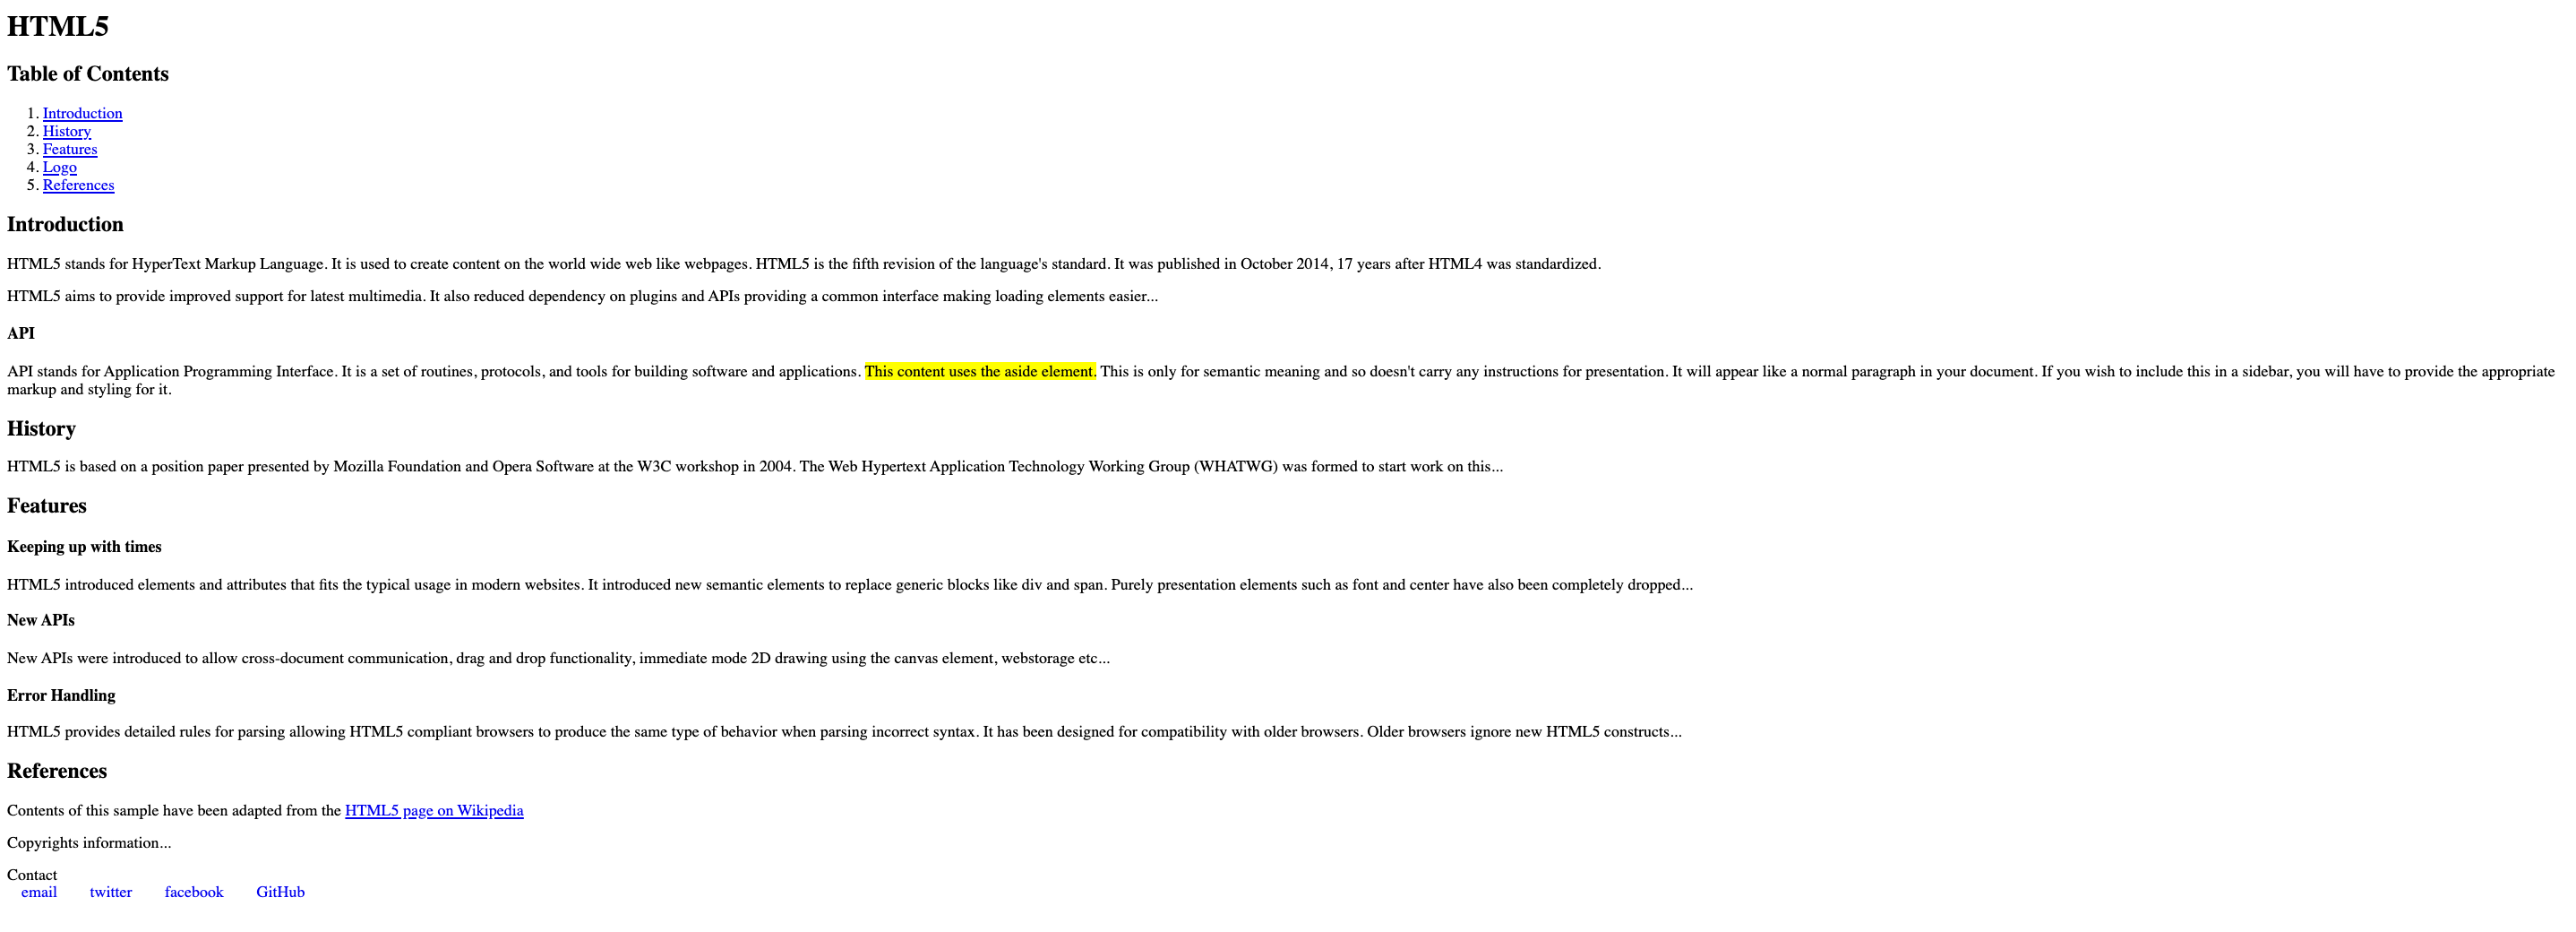 HTML5
Table of Contents
1. Introduction
2. History
3. Features
4. Logo
5. References
Introduction
HTML5 stands for HyperText Markup Language. It is used to create content on the world wide web like webpages. HTML5 is the fifth revision of the language's standard. It was published in October 2014, 17 years after HTML4 was standardized.
HTML5 aims to provide improved support for latest multimedia. It also reduced dependency on plugins and APIs providing a common interface making loading elements easier...
API
API stands for Application Programming Interface. It is a set of routines, protocols, and tools for building software and applications. This content uses the aside element. This is only for semantic meaning and so doesn't carry any instructions for presentation. It will appear like a normal paragraph in your document. If you wish to include this in a sidebar, you will have to provide the appropriate
markup and styling for it.
History
HTML5 is based on a position paper presented by Mozilla Foundation and Opera Software at the W3C workshop in 2004. The Web Hypertext Application Technology Working Group (WHATWG) was formed to start work on this...
Features
Keeping up with times
HTML5 introduced elements and attributes that fits the typical usage in modern websites. It introduced new semantic elements to replace generic blocks like div and span. Purely presentation elements such as font and center have also been completely dropped...
New APIs
New APIs were introduced to allow cross-document communication, drag and drop functionality, immediate mode 2D drawing using the canvas element, webstorage etc...
Error Handling
HTML5 provides detailed rules for parsing allowing HTML5 compliant browsers to produce the same type of behavior when parsing incorrect syntax. It has been designed for compatibility with older browsers. Older browsers ignore new HTML5 constructs...
References
Contents of this sample have been adapted from the HTML5 page on Wikipedia
Copyrights information...
Contact
email twitter facebook GitHub